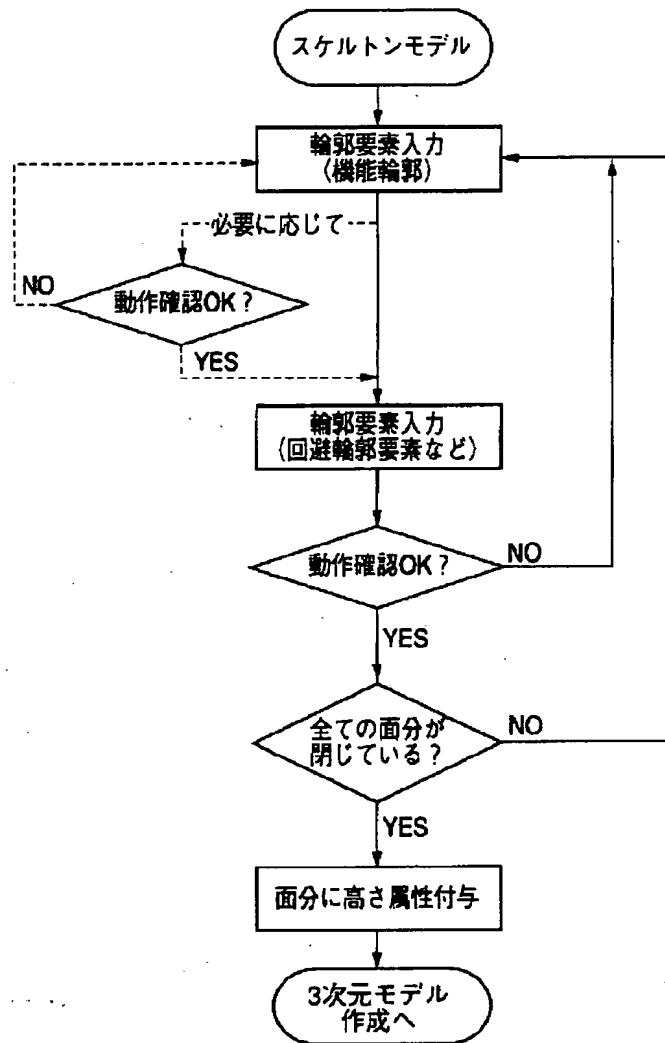 スケルトンモデル
輪郭要素入力
(機能輪郭)
必要に応じて
NO
動作確認OK?
YES
輪郭要素入力
(回避輪郭要素など)
動作確認OK?
NO
YES
全ての面分が
閉じている?
NO
YES
面分に高さ属性付与
3次元モデル
作成へ